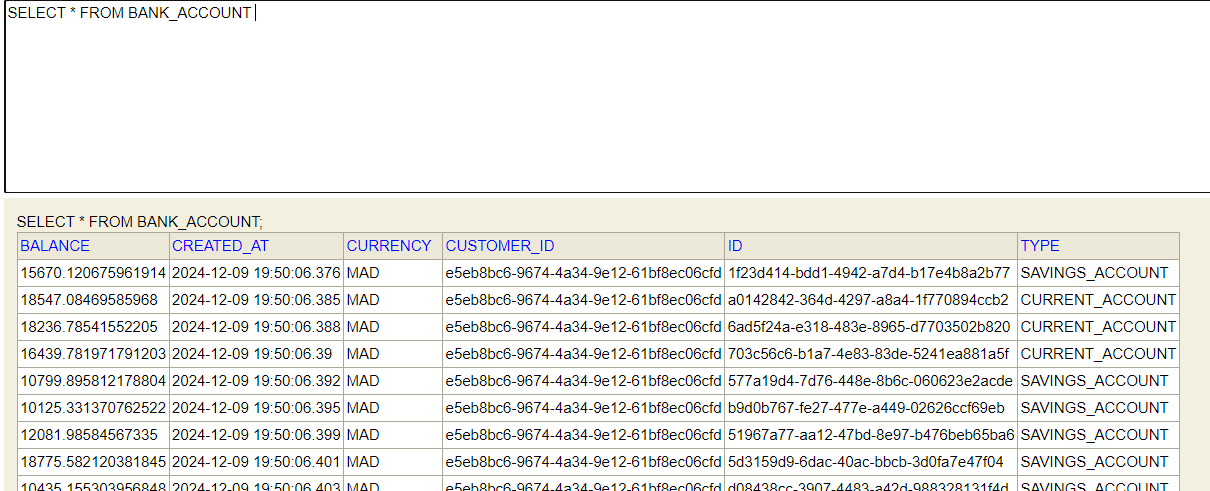 SELECT * FROM BANK_ACCOUNT
SELECT * FROM BANK_ACCOUNT;
BALANCE CREATED_AT CURRENCY CUSTOMER_ID ID TYPE
15670.120675961914 2024-12-09 19:50:06.376 MAD e5eb8bc6-9674-4a34-9e12-61bf8ec06cfd 1f23d414-bdd1-4942-a7d4-b17e4b8a2b77 SAVINGS_ACCOUNT
18547.08469585968 2024-12-09 19:50:06.385 MAD e5eb8bc6-9674-4a34-9e12-61bf8ec06cfd a0142842-364d-4297-a8a4-1f770894ccb2 CURRENT_ACCOUNT
18236.78541552205 2024-12-09 19:50:06.388 MAD e5eb8bc6-9674-4a34-9e12-61bf8ec06cfd 6ad5f24a-e318-483e-8965-d7703502b820 CURRENT_ACCOUNT
16439.781971791203 2024-12-09 19:50:06.39 MAD e5eb8bc6-9674-4a34-9e12-61bf8ec06cfd 703c56c6-b1a7-4e83-83de-5241ea881a5f CURRENT_ACCOUNT
10799.895812178804 2024-12-09 19:50:06.392 MAD e5eb8bc6-9674-4a34-9e12-61bf8ec06cfd 577a19d4-7d76-448e-8b6c-060623e2acde SAVINGS_ACCOUNT
10125.331370762522 2024-12-09 19:50:06.395 MAD e5eb8bc6-9674-4a34-9e12-61bf8ec06cfd b9d0b767-fe27-477e-a449-02626ccf69eb SAVINGS_ACCOUNT
12081.98584567335 2024-12-09 19:50:06.399 MAD e5eb8bc6-9674-4a34-9e12-61bf8ec06cfd 51967a77-aa12-47bd-8e97-b476beb65ba6 SAVINGS_ACCOUNT
18775.582120381845 2024-12-09 19:50:06.401 MAD e5eb8bc6-9674-4a34-9e12-61bf8ec06cfd 5d3159d9-6dac-40ac-bbcb-3d0fa7e47f04 SAVINGS_ACCOUNT
10435.155303956848 2024-12-09 19:50:06.403 MAD e5eb8bc6-9674-4a34-9e12-61bf8ec06cfd d08438cc-3907-4483-a42d-988328131f4d SAVINGS_ACCOUNT